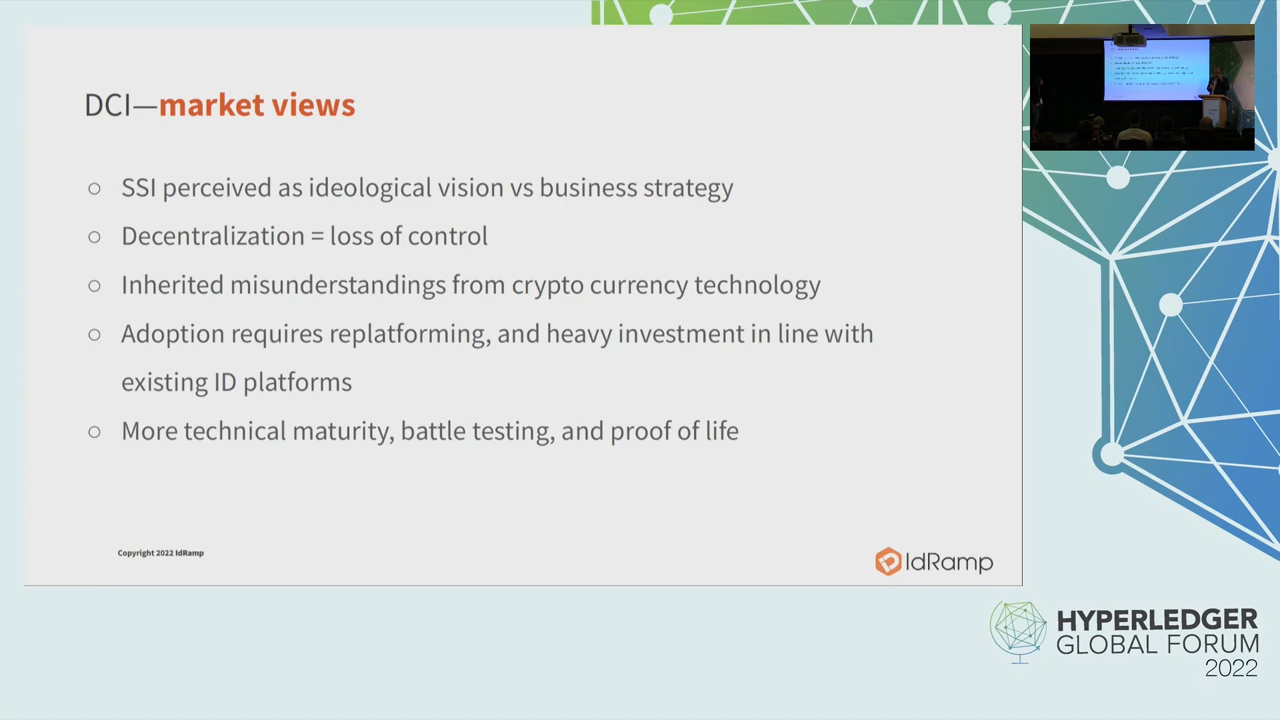 DCI—market views
○ SSI perceived as ideological vision vs business strategy
○ Decentralization = loss of control
○ Inherited misunderstandings from crypto currency technology
○ Adoption requires replatforming, and heavy investment in line with
existing ID platforms
○ More technical maturity, battle testing, and proof of life
Copyright 2022 IdRamp
IdRamp
HYPERLEDGER
GLOBAL FORUM
2022